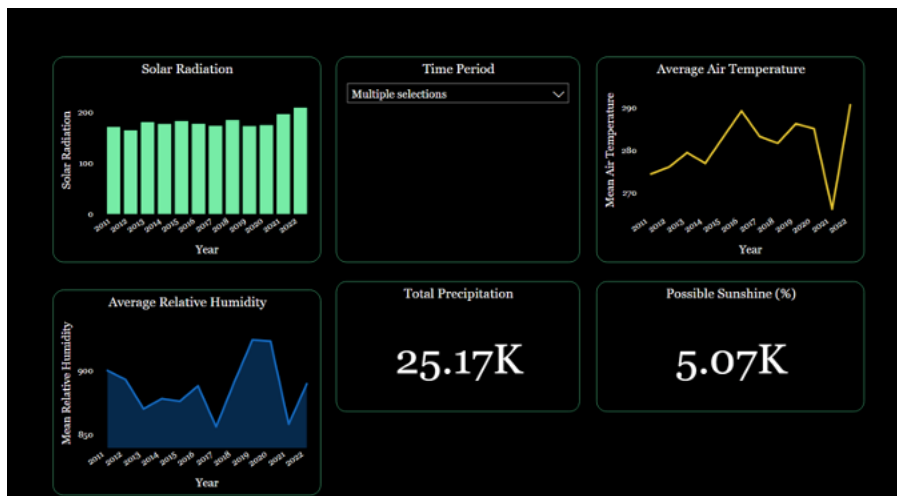 Solar Radiation
Solar Radiation
200
100
0
2011
2012
2013
2014
2015
2016
2017
2018
2019
2020
2021
2022
Year
Time Period
Multiple selections
Average Air Temperature
Mean Air Temperature
290
280
270
2011
2012
2013
2014
2015
2016
2017
2018
2019
2020
2021
2022
Year
Average Relative Humidity
Mean Relative Humidity
900
850
2011
2012
2013
2014
2015
2016
2017
2018
2019
2020
2021
2022
Year
Total Precipitation
25.17K
Possible Sunshine (%)
5.07K